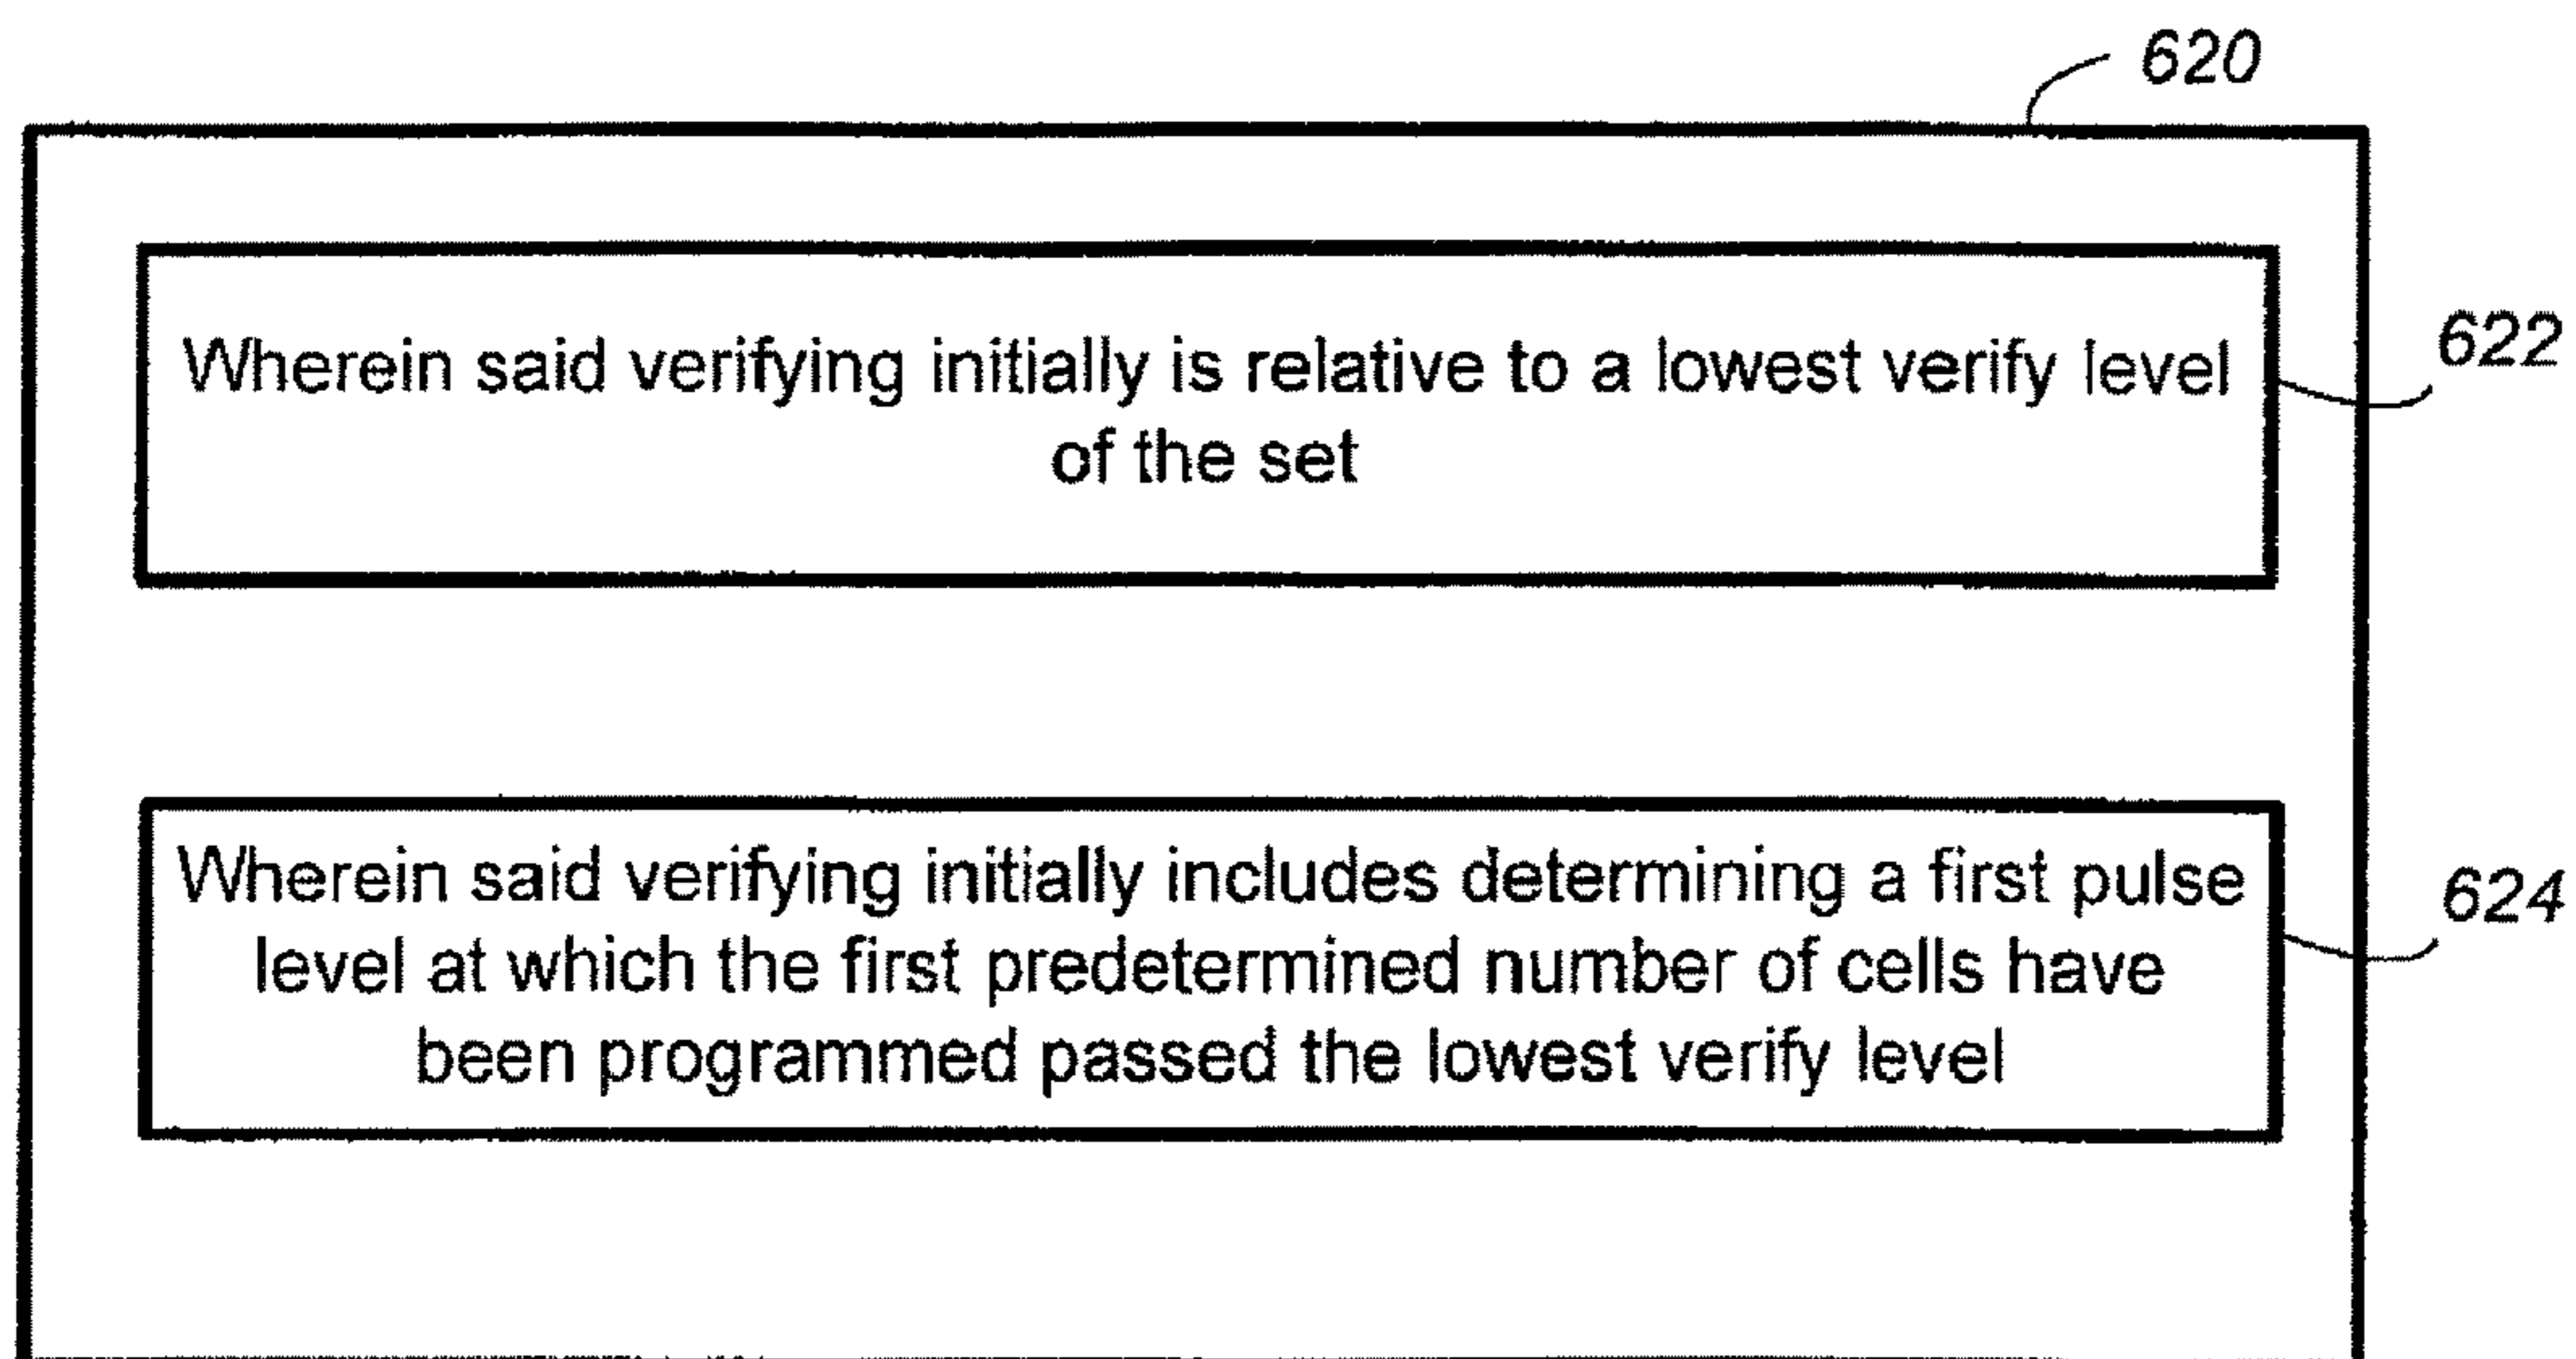 620
Wherein said verifying initially is relative to a lowest verify level
of the set
622
Wherein said verifying initially includes determining a first pulse
level at which the first predetermined number of cells have
been programmed passed the lowest verify level
624